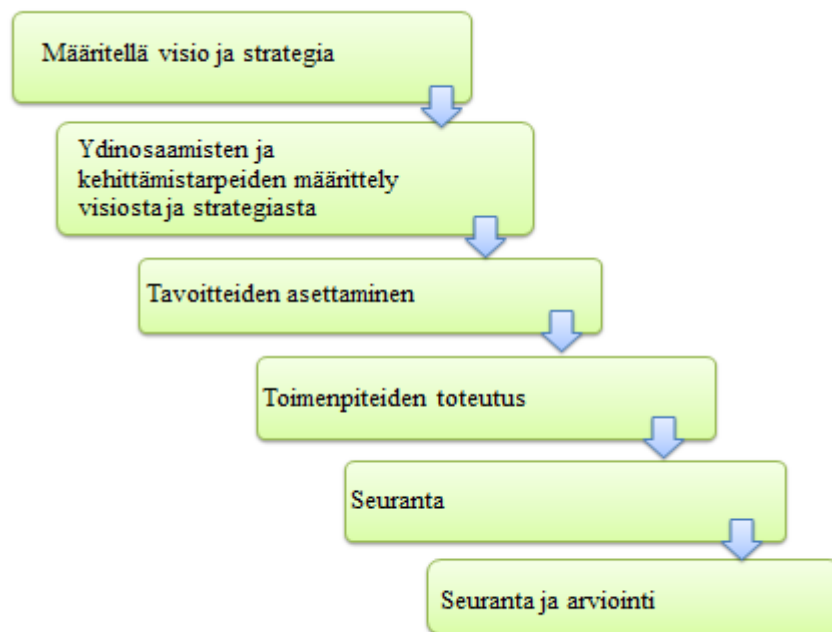 Määritellä visio ja strategia
Ydinosaamisten ja
kehittämistarpeiden määrittely
visiosta ja strategiasta
Tavoitteiden asettaminen
Toimenpiteiden toteutus
Seuranta
Seuranta ja arviointi